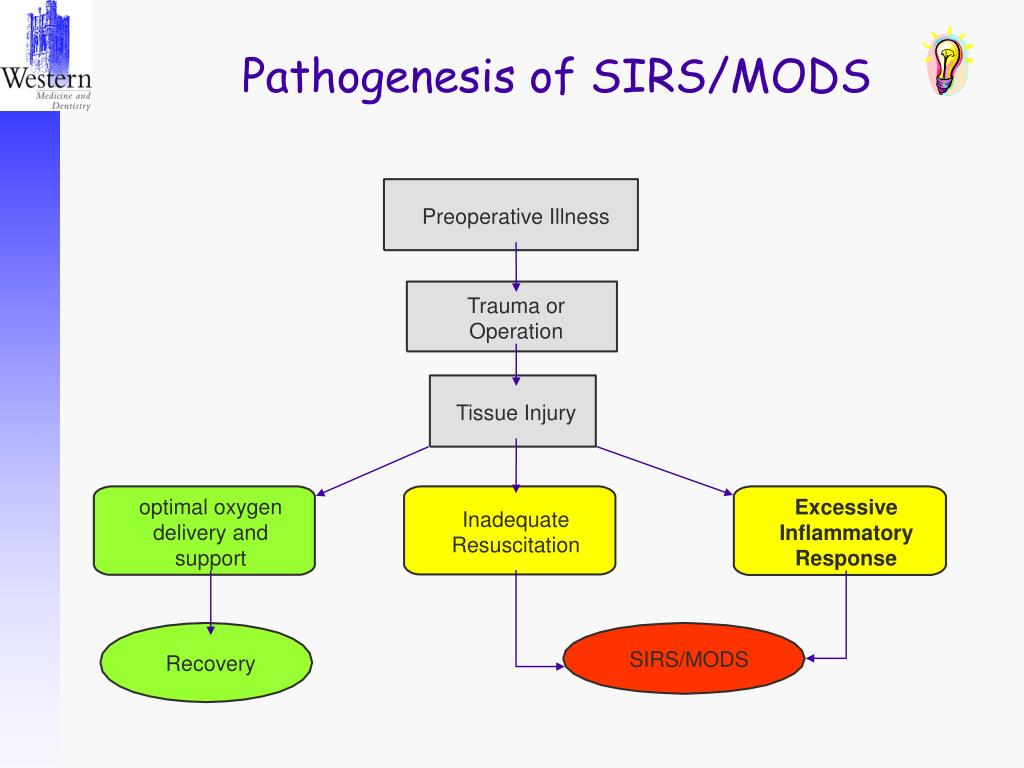 Western
Medicine and
Dentistry
Pathogenesis of SIRS/MODS
Preoperative Illness
Trauma or
Operation
Tissue Injury
optimal oxygen
delivery and
support
Inadequate
Resuscitation
Excessive
Inflammatory
Response
Recovery
SIRS/MODS